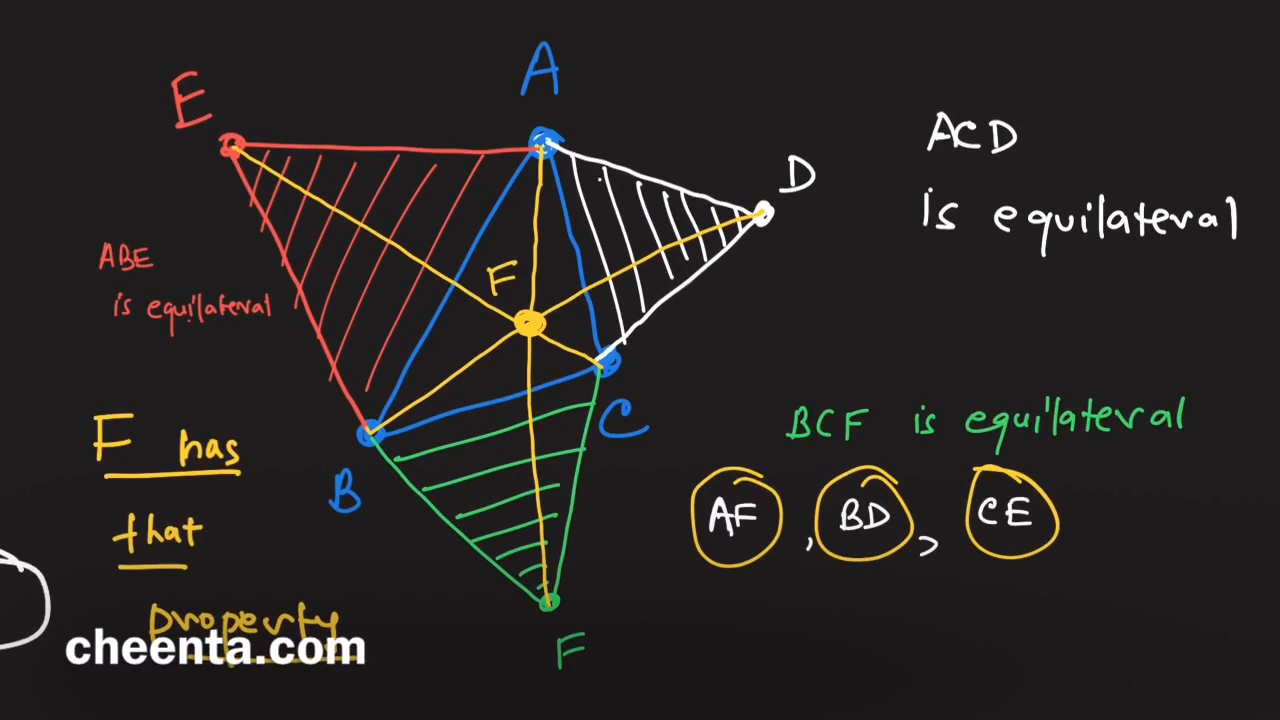 A
E
D
ACD
is equilateral
ABE
is equilateral
F
F has
that
property
B
C
BCF is equilateral
AF, BD, CE
F
cheenta.com